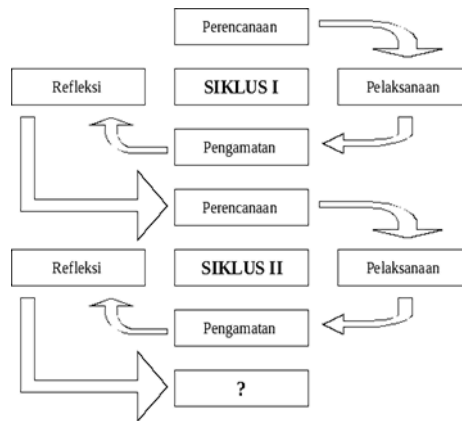 Perencanaan
Refleksi
SIKLUS I
Pelaksanaan
Pengamatan
Perencanaan
Refleksi
SIKLUS II
Pelaksanaan
Pengamatan
?